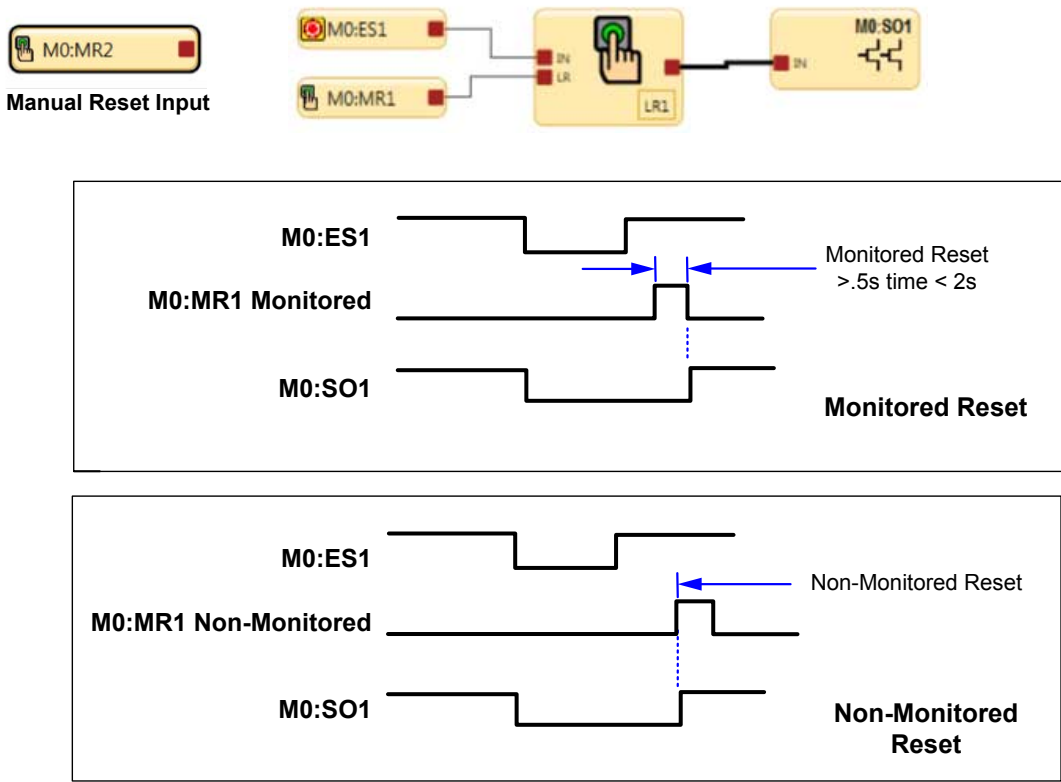 M0:MR2
Manual Reset Input
M0:ES1
M0:MR1
IN
LR
LR1
M0:SO1
IN
M0:ES1
M0:MR1 Monitored
M0:SO1
Monitored Reset
>.5s time < 2s
Monitored Reset
M0:ES1
M0:MR1 Non-Monitored
M0:SO1
Non-Monitored Reset
Non-Monitored
Reset